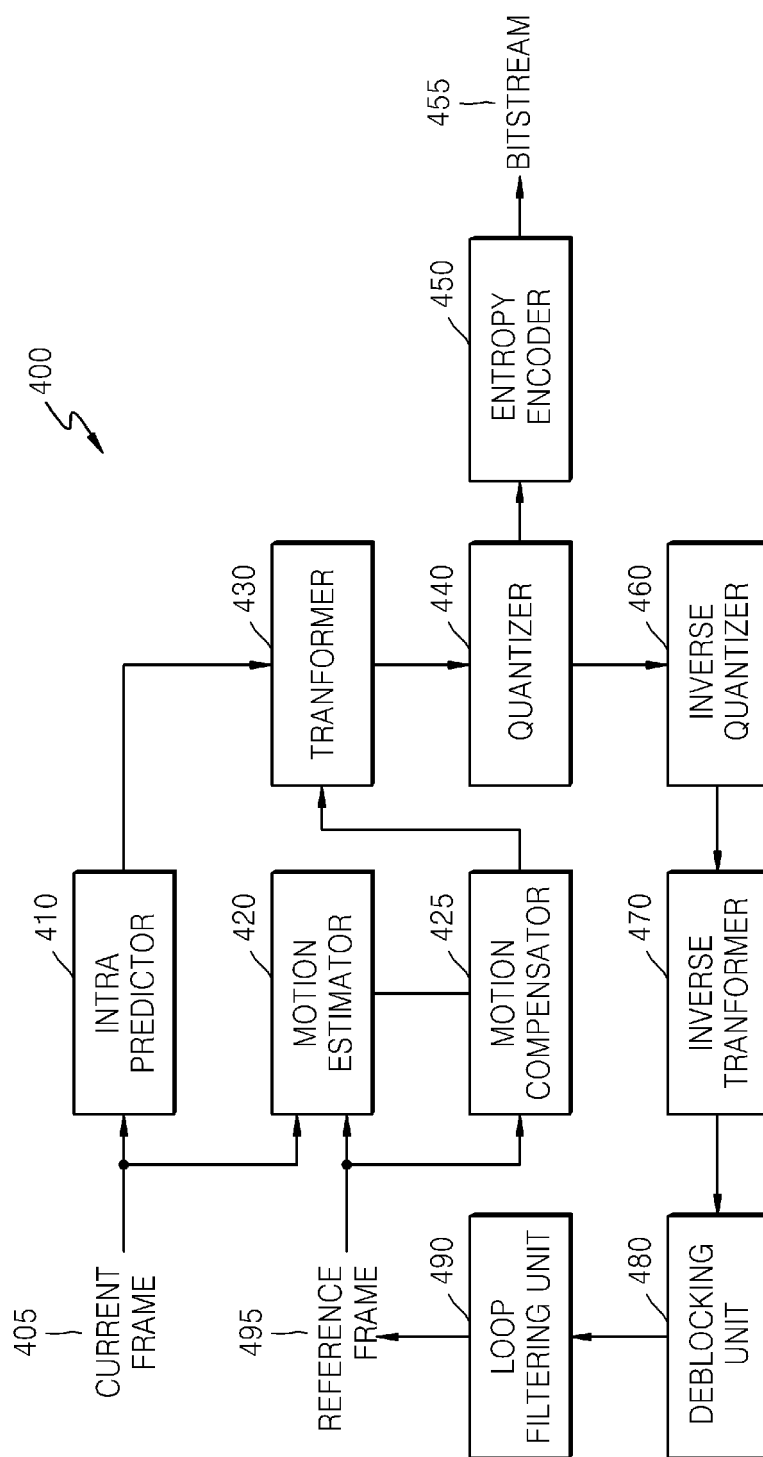 400
405
CURRENT
FRAME
410
INTRA
PREDICTOR
495
REFERENCE
FRAME
420
MOTION
ESTIMATOR
430
TRANFORMER
490
LOOP
FILTERING UNIT
425
MOTION
COMPENSATOR
440
QUANTIZER
450
ENTROPY
ENCODER
455
BITSTREAM
480
DEBLOCKING
UNIT
470
INVERSE
TRANFORMER
460
INVERSE
QUANTIZER